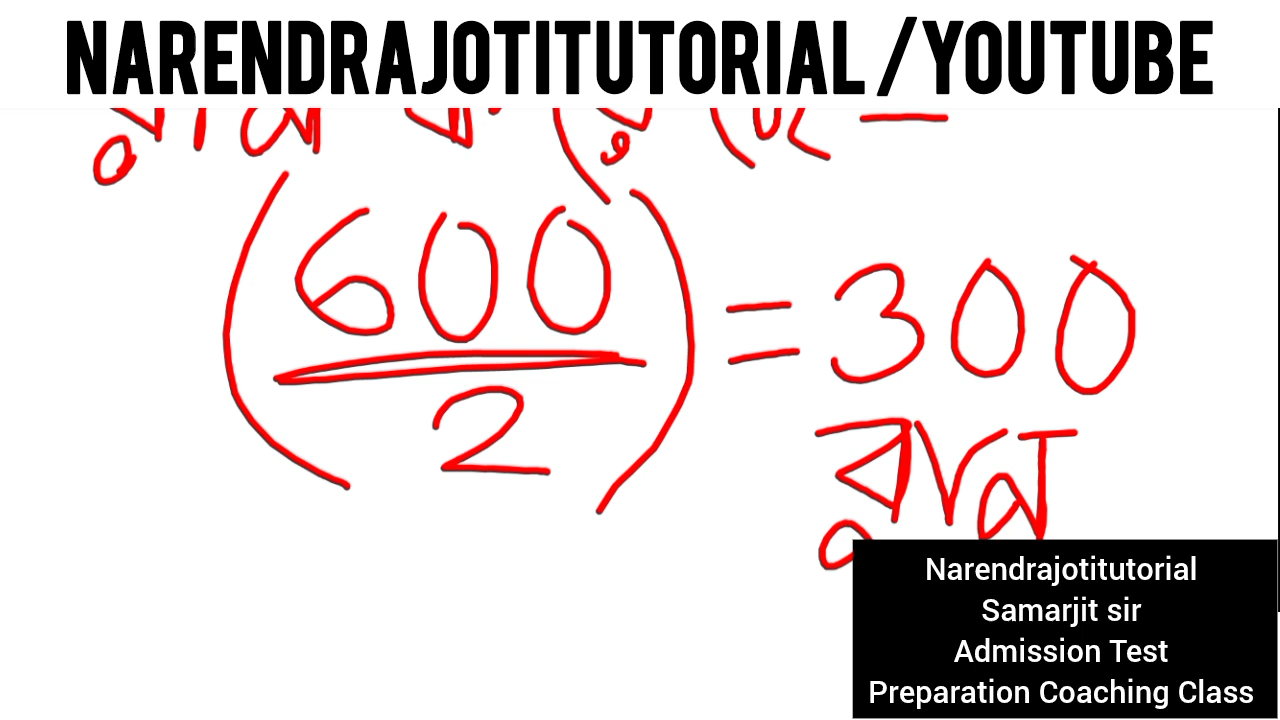 NARENDRAJOTITUTORIAL /YOUTUBE
(600/2) = 300
রান
Narendrajotitutorial
Samarjit sir
Admission Test
Preparation Coaching Class